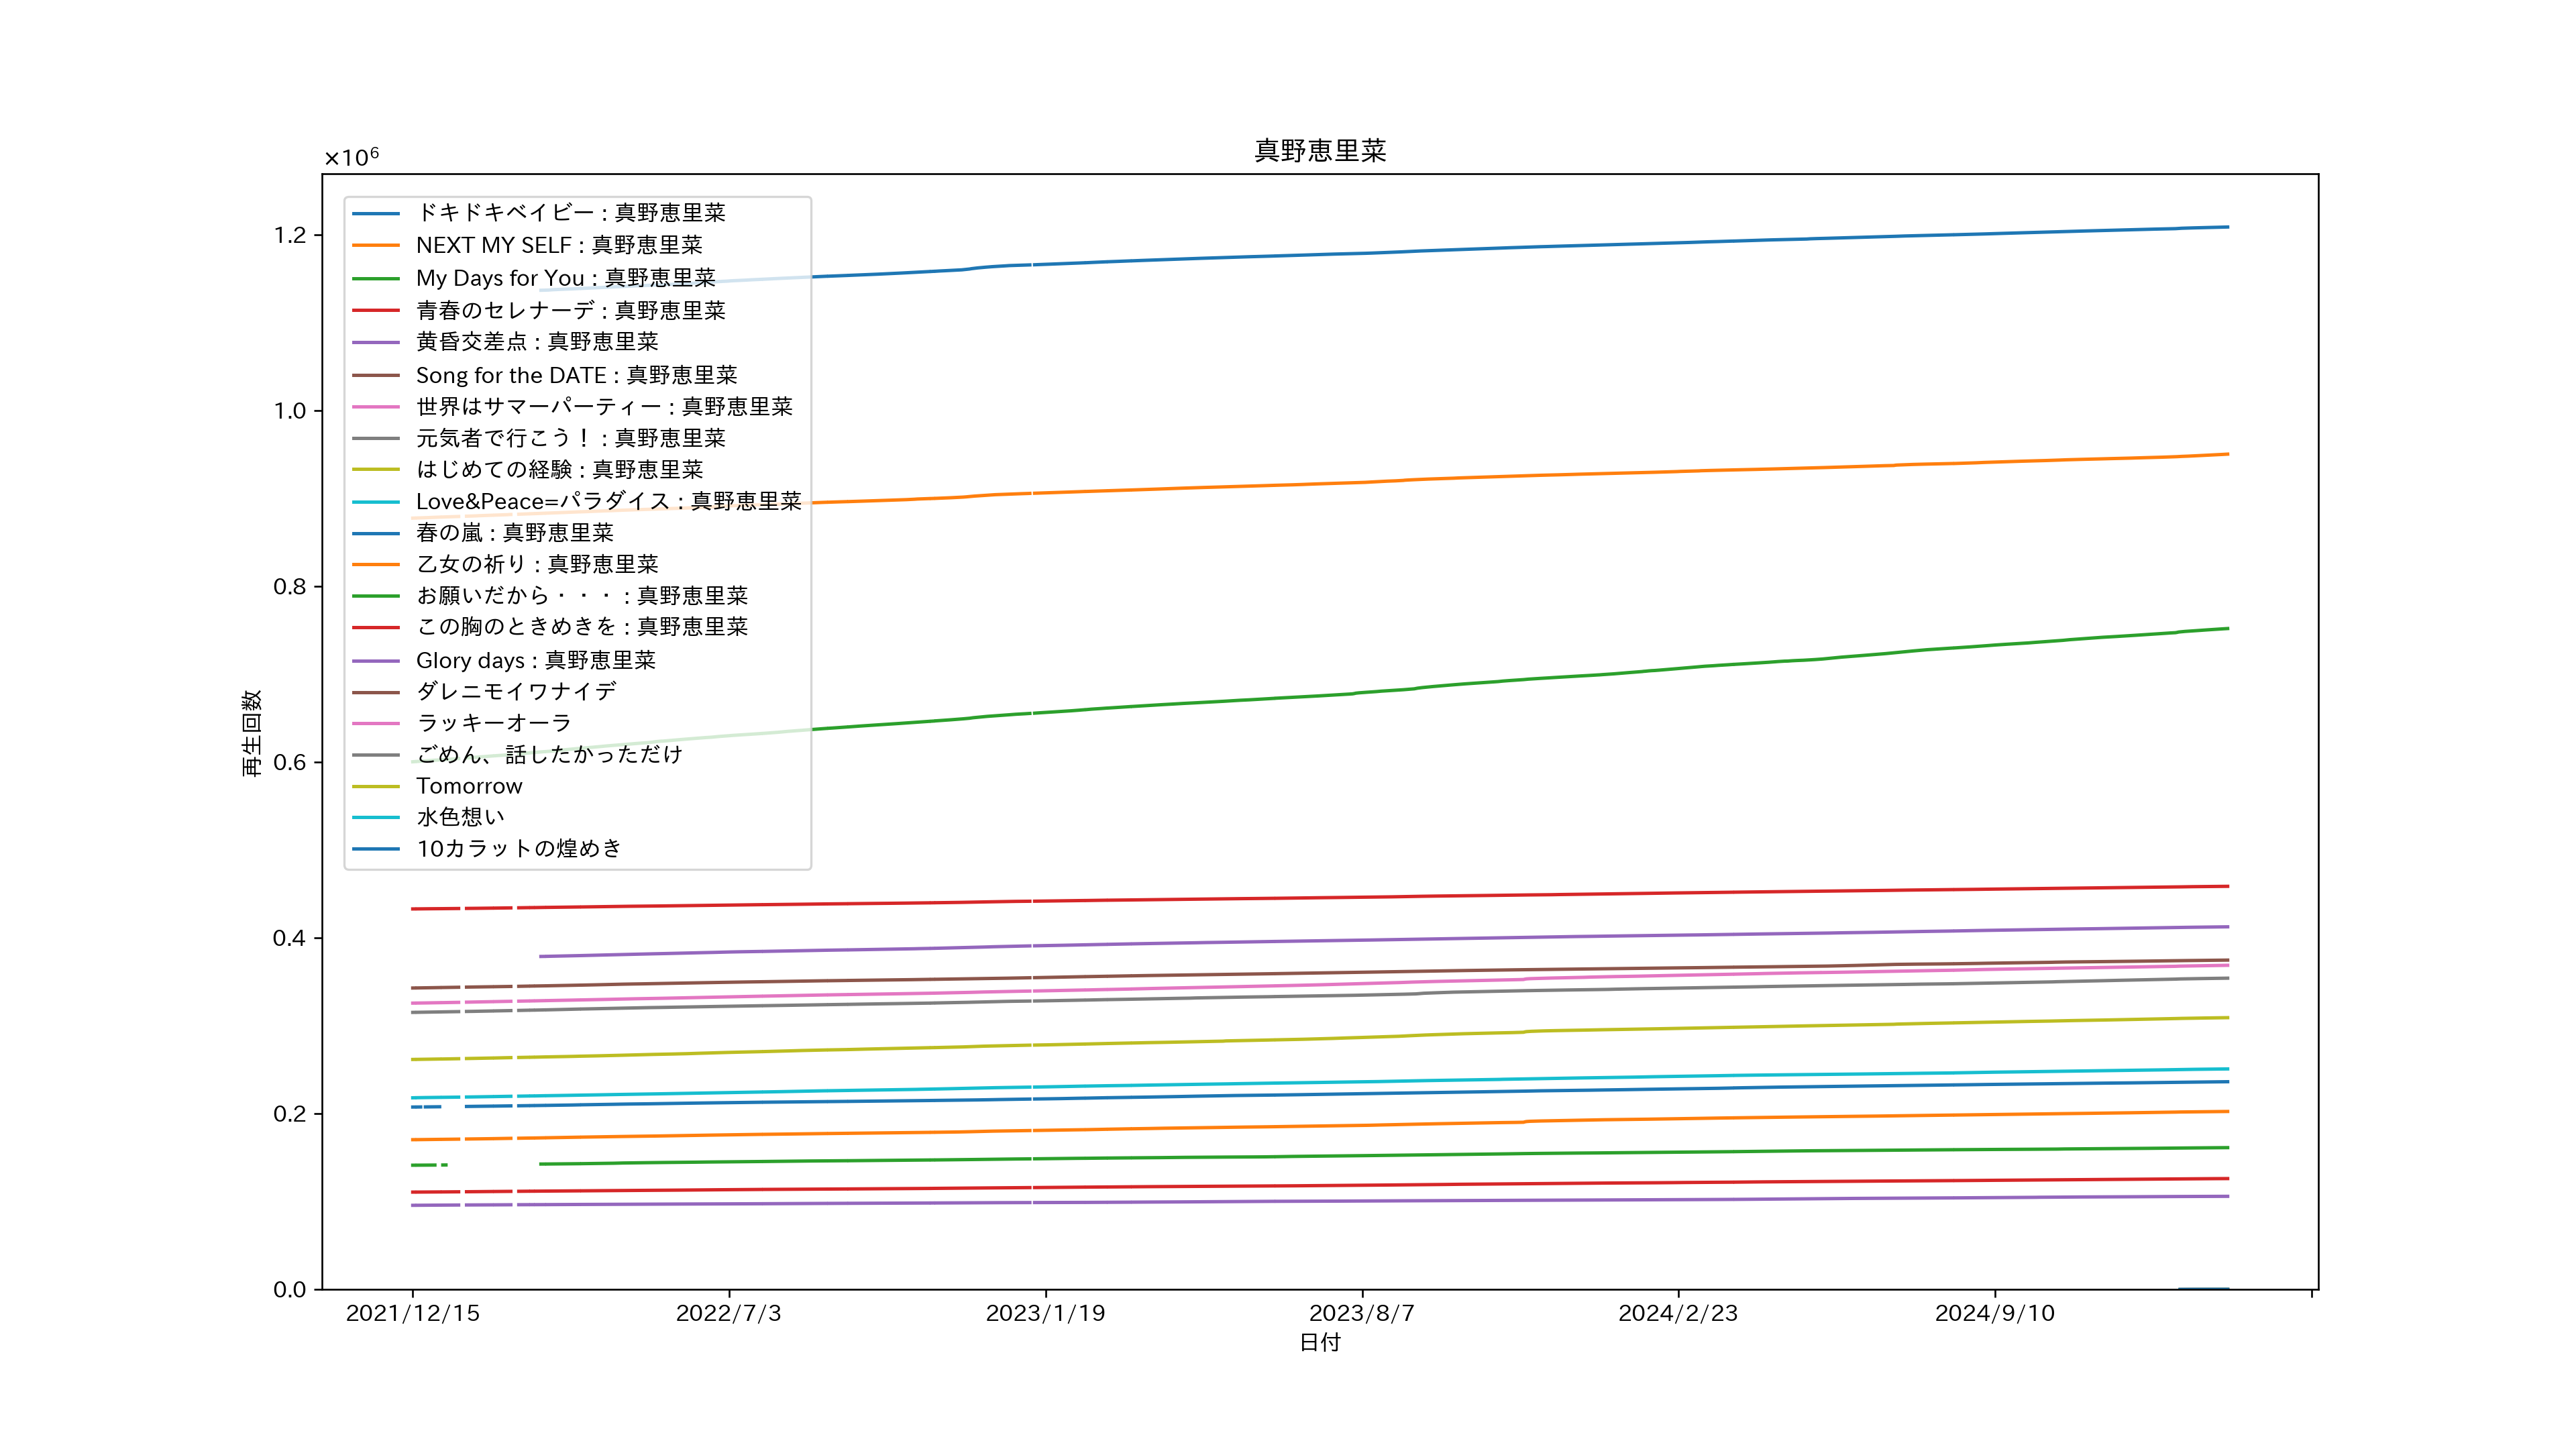 真野恵里菜
×10⁶
1.2
1.0
0.8
0.6
0.4
0.2
0.0
再生回数
ドキドキベイビー : 真野恵里菜
NEXT MY SELF : 真野恵里菜
My Days for You : 真野恵里菜
青春のセレナーデ : 真野恵里菜
黄昏交差点 : 真野恵里菜
Song for the DATE : 真野恵里菜
世界はサマーパーティー : 真野恵里菜
元気者で行こう！ : 真野恵里菜
はじめての経験 : 真野恵里菜
Love&Peace=パラダイス : 真野恵里菜
春の嵐 : 真野恵里菜
乙女の祈り : 真野恵里菜
お願いだから・・・ : 真野恵里菜
この胸のときめきを : 真野恵里菜
Glory days : 真野恵里菜
ダレニモイワナイデ
ラッキーオーラ
ごめん、話したかっただけ
Tomorrow
水色想い
10カラットの煌めき
2021/12/15
2022/7/3
2023/1/19
2023/8/7
2024/2/23
2024/9/10
日付